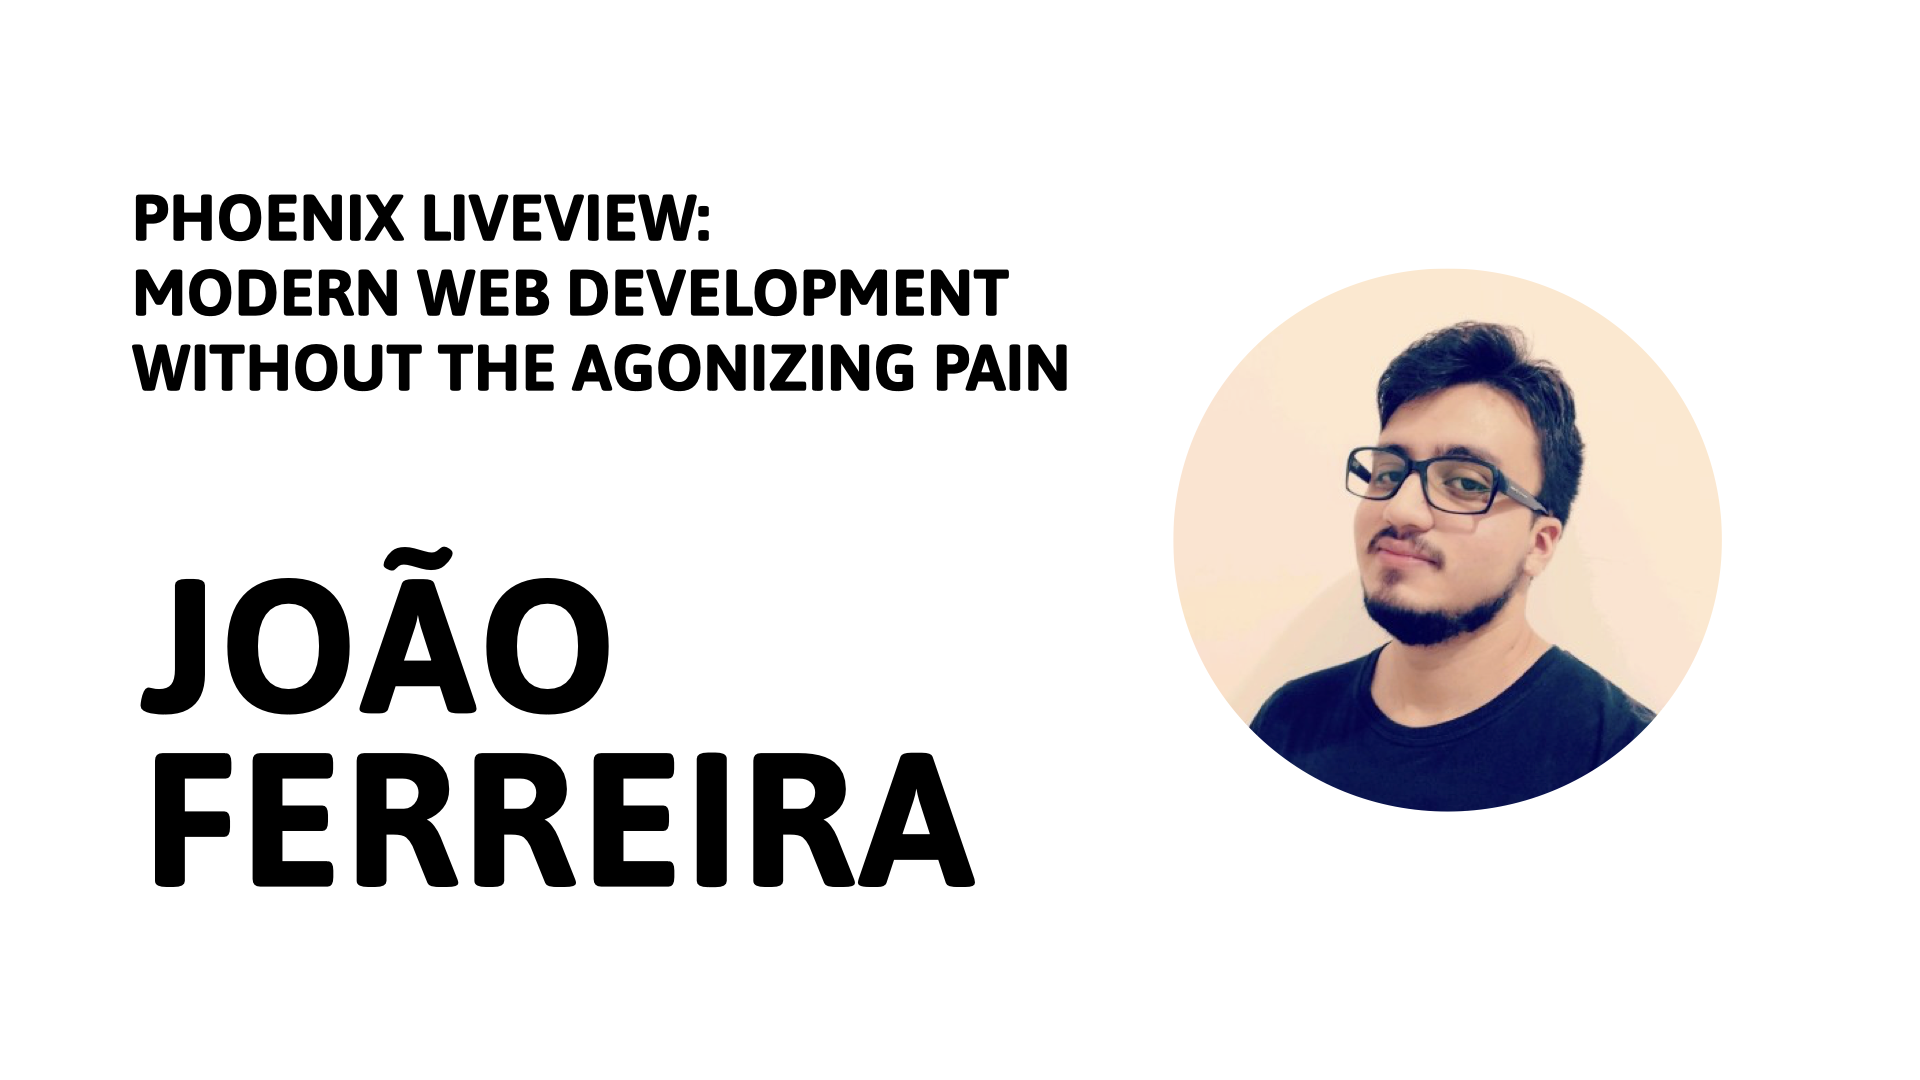 PHOENIX LIVEVIEW:
MODERN WEB DEVELOPMENT
WITHOUT THE AGONIZING PAIN
JOÃO
FERREIRA